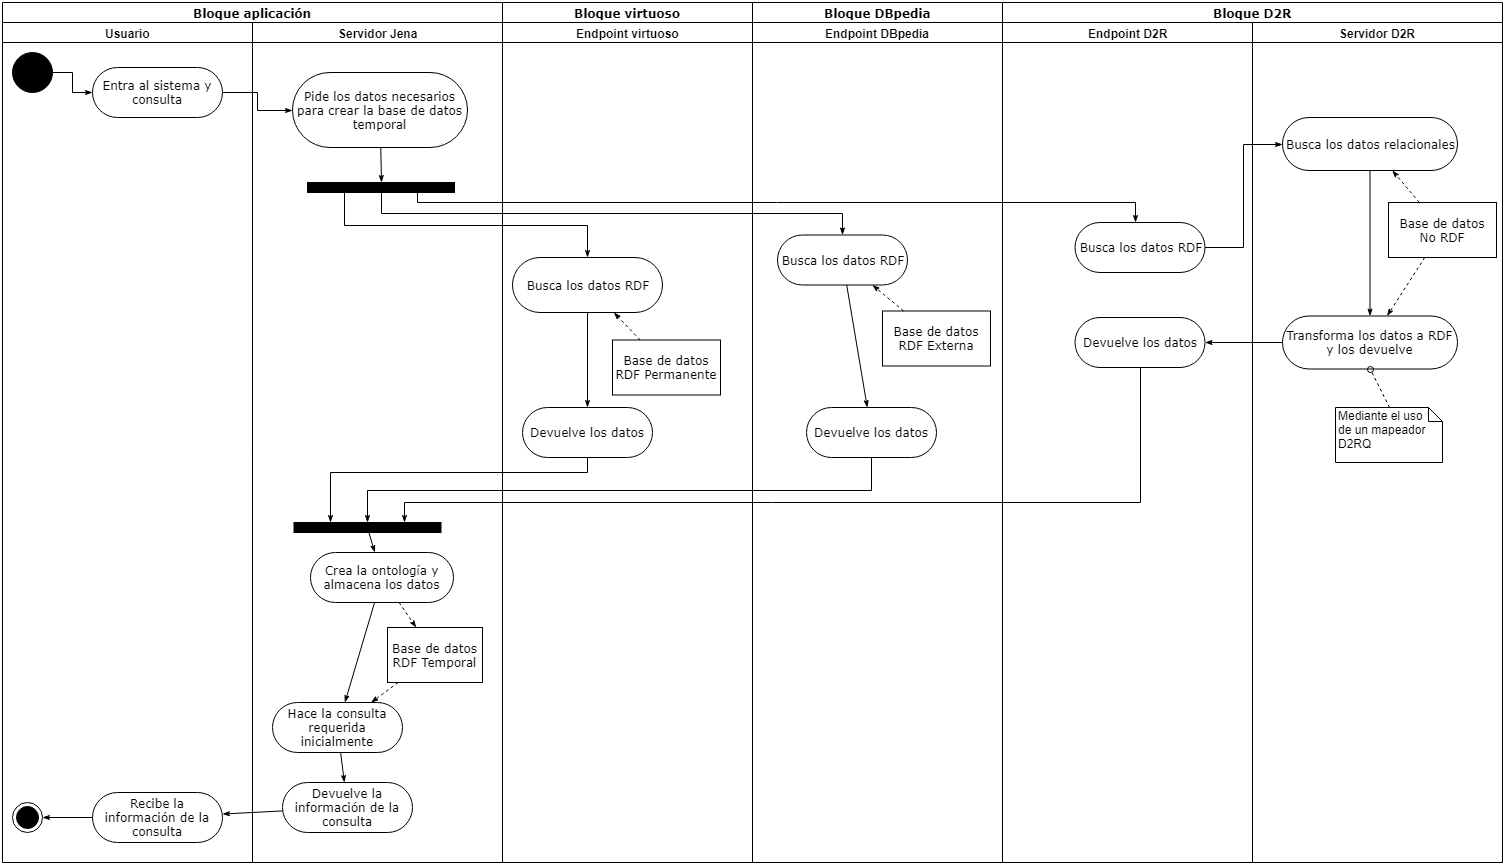 Bloque aplicación
Bloque virtuoso
Bloque DBpedia
Bloque D2R
Usuario
Servidor Jena
Endpoint virtuoso
Endpoint DBpedia
Endpoint D2R
Servidor D2R
Entra al sistema y
consulta
Pide los datos necesarios
para crear la base de datos
temporal
Busca los datos relacionales
Base de datos
No RDF
Busca los datos RDF
Busca los datos RDF
Busca los datos RDF
Base de datos
RDF Externa
Base de datos
RDF Permanente
Devuelve los datos
Transforma los datos a RDF
y los devuelve
Mediante el uso
de un mapeador
D2RQ
Devuelve los datos
Devuelve los datos
Crea la ontología y
almacena los datos
Base de datos
RDF Temporal
Hace la consulta
requerida
inicialmente
Devuelve la
información de la
consulta
Recibe la
información de la
consulta